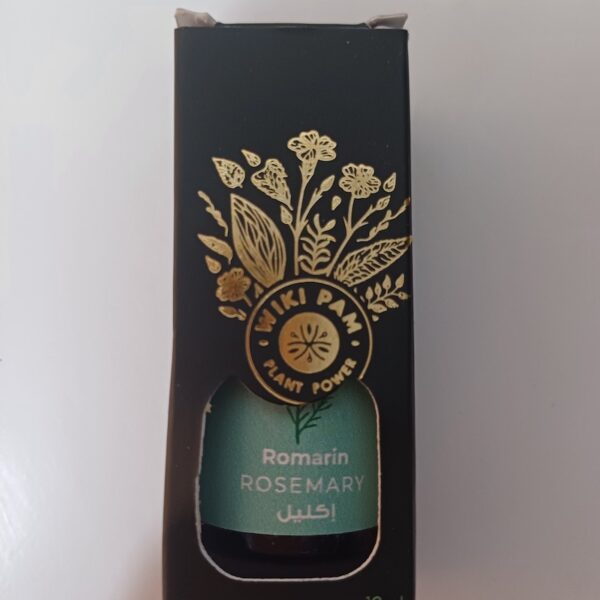 WIKI PAM
PLANT POWER
Romarin
ROSEMARY
إكليل